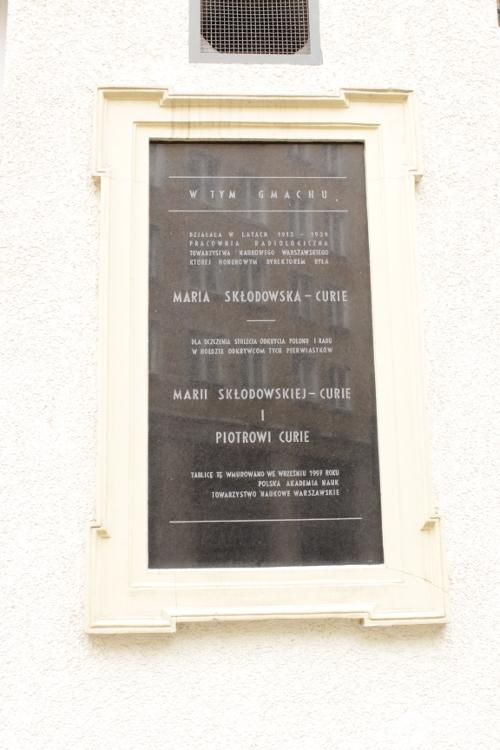 W TYM GMACHU
DZIAŁAŁA W LATACH 1913 - 1939
PRACOWNIA RADIOLOGICZNA
TOWARZYSTWA NAUKOWEGO WARSZAWSKIEGO
KTÓREJ HONOROWYM DYREKTOREM BYŁA
MARIA SKŁODOWSKA - CURIE
DLA UCZCZENIA STULECIA ODKRYCIA POLONU I RADU
W HOŁDZIE ODKRYWCOM TYCH PIERWIASTKÓW
MARII SKŁODOWSKIEJ - CURIE
I
PIOTROWI CURIE
TABLICĘ TĘ WMUROWANO WE WRZEŚNIU 1997 ROKU
POLSKA AKADEMIA NAUK
TOWARZYSTWO NAUKOWE WARSZAWSKIE